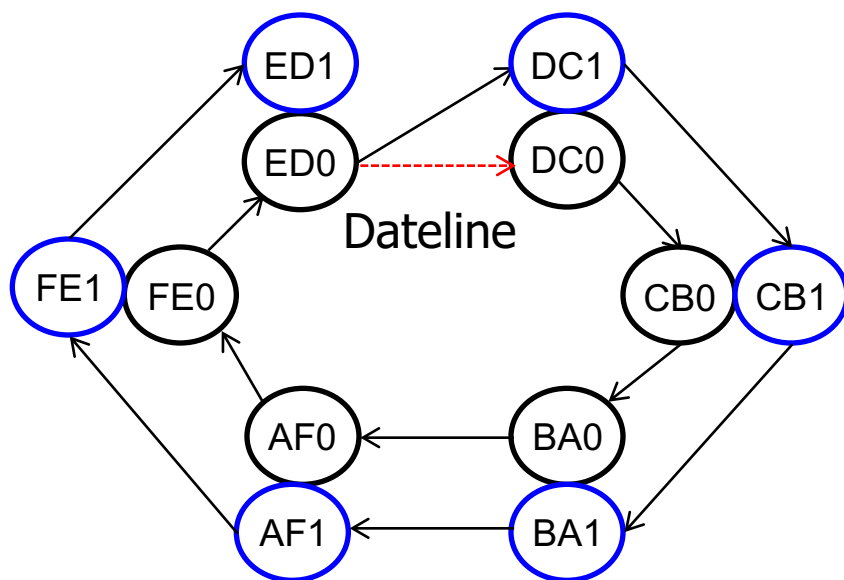 ED1
DC1
ED0
DC0
Dateline
FE1
FE0
CB0
CB1
AF0
BA0
AF1
BA1